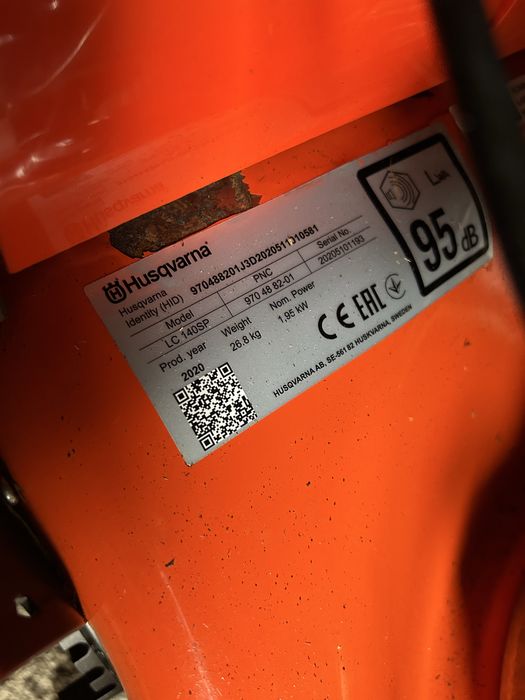 Husqvarna
Husqvarna
Identity (HID) 970488201J3D2020511010581
Model PNC Serial No.
LC 140SP 970 48 82-01 20205101193
Prod. year Weight Nom. Power
2020 26.8 kg 1,95 kW
CE EAC
HUSQVARNA AB, SE-561 82 HUSKVARNA, SWEDEN
LWA
95 dB